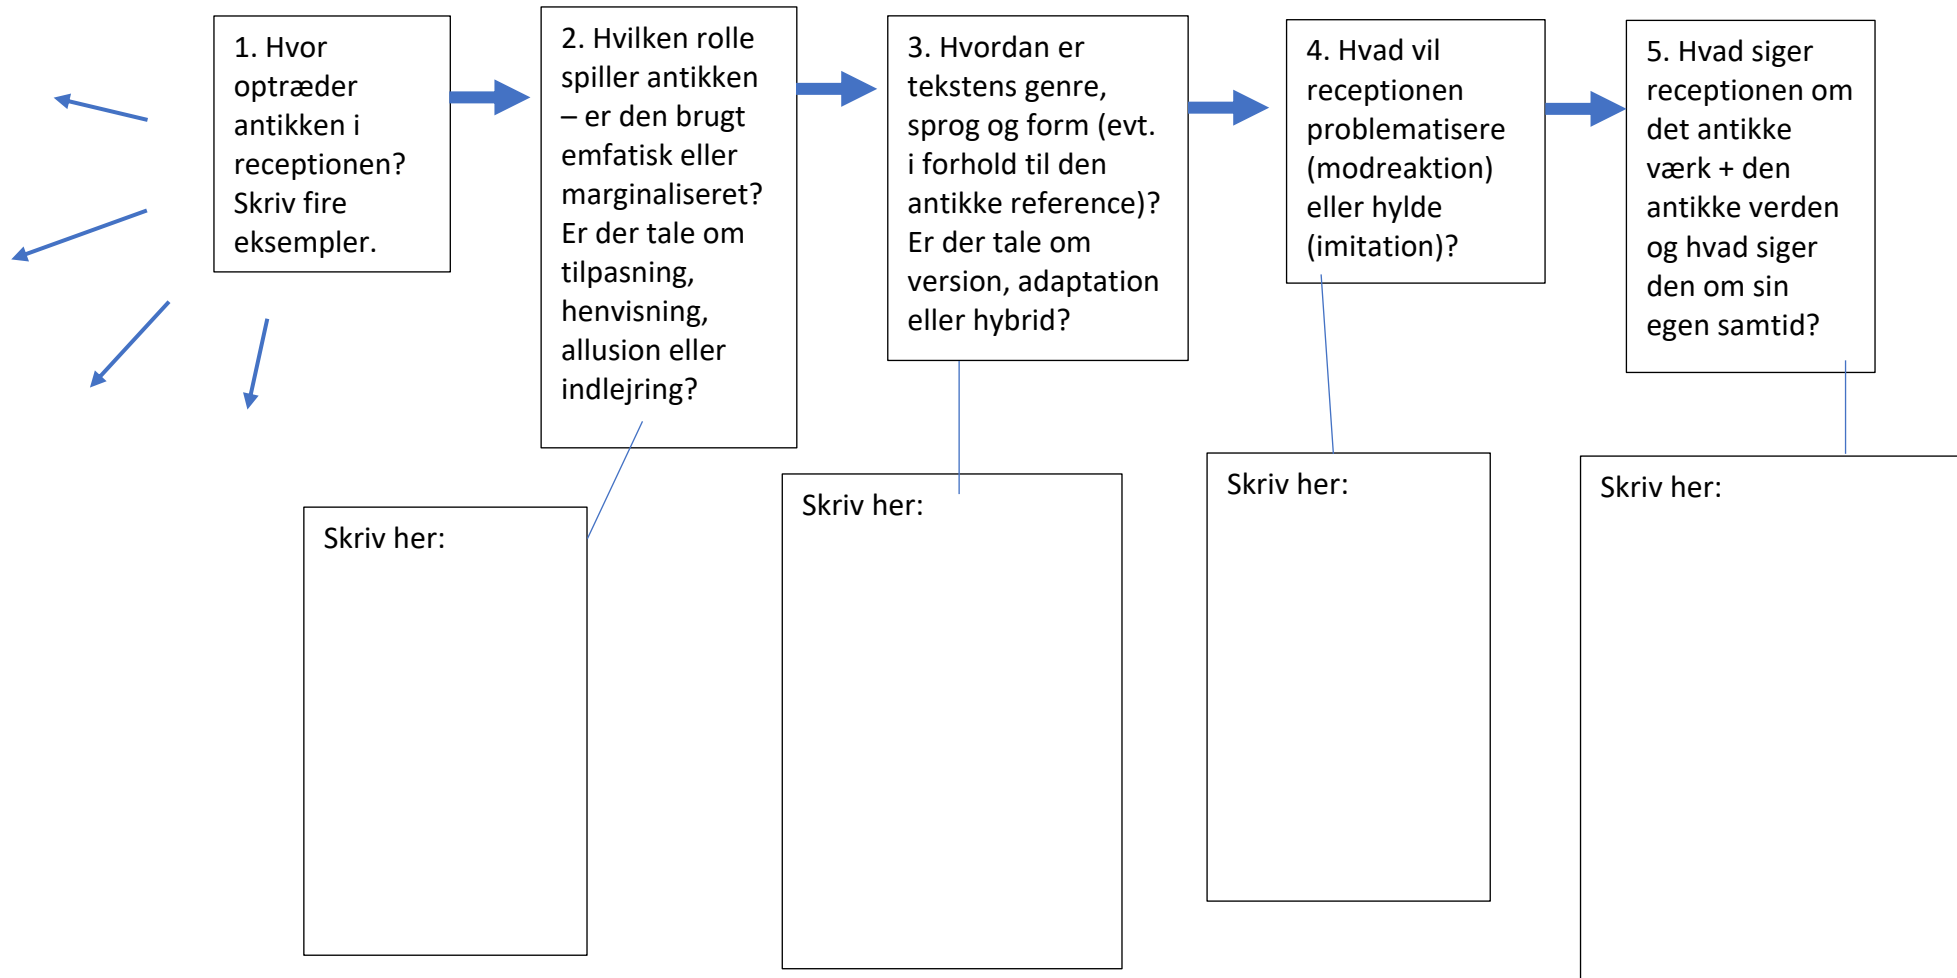 1. Hvor
optræder
antikken i
receptionen?
Skriv fire
eksempler.
2. Hvilken rolle
spiller antikken
– er den brugt
emfatisk eller
marginaliseret?
Er der tale om
tilpasning,
henvisning,
allusion eller
indlejring?
3. Hvordan er
tekstens genre,
sprog og form (evt.
i forhold til den
antikke reference)?
Er der tale om
version, adaptation
eller hybrid?
4. Hvad vil
receptionen
problematisere
(modreaktion)
eller hylde
(imitation)?
5. Hvad siger
receptionen om
det antikke
værk + den
antikke verden
og hvad siger
den om sin
egen samtid?
Skriv her:
Skriv her:
Skriv her:
Skriv her: